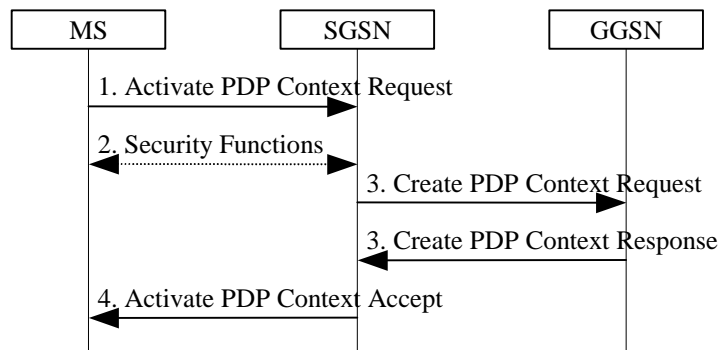 MS SGSN GGSN
1. Activate PDP Context Request
2. Security Functions
3. Create PDP Context Request
3. Create PDP Context Response
4. Activate PDP Context Accept